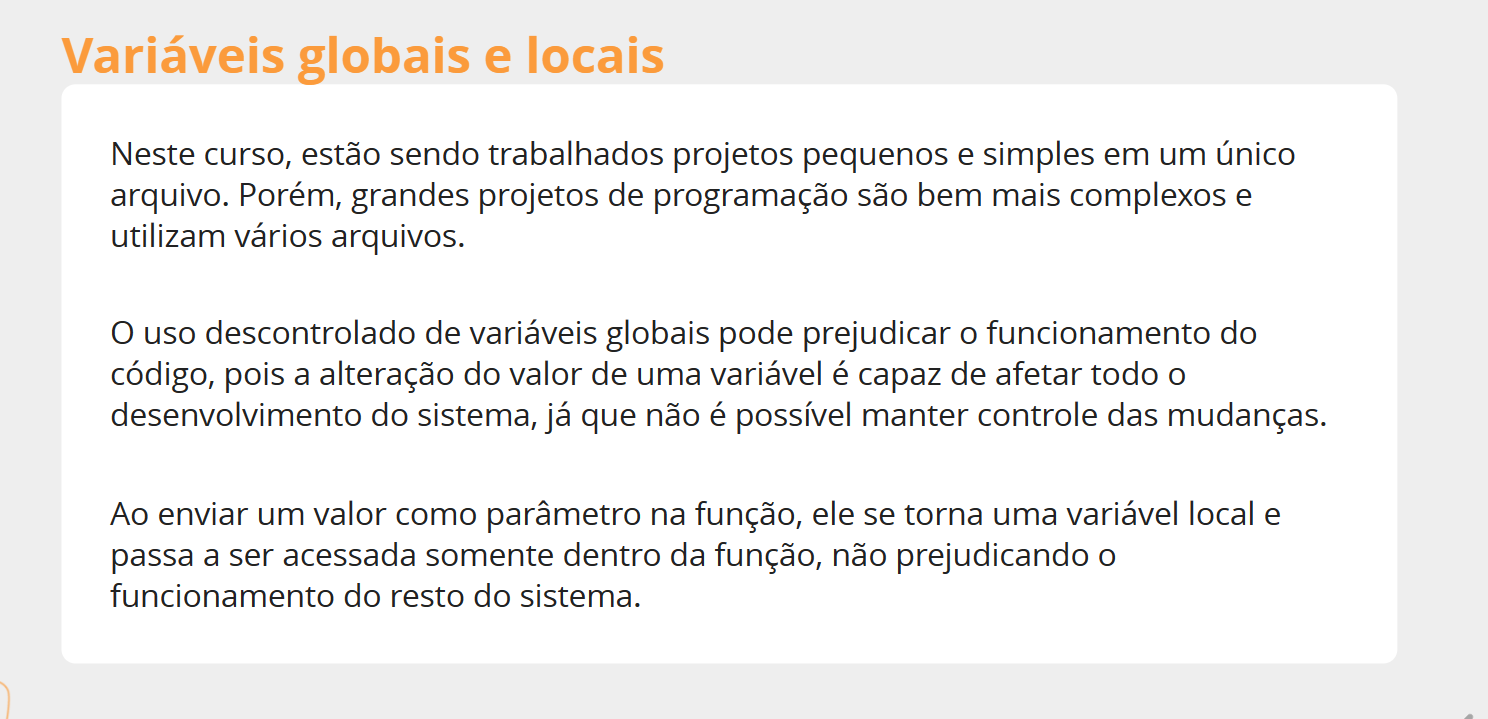 Variáveis globais e locais
Neste curso, estão sendo trabalhados projetos pequenos e simples em um único
arquivo. Porém, grandes projetos de programação são bem mais complexos e
utilizam vários arquivos.
O uso descontrolado de variáveis globais pode prejudicar o funcionamento do
código, pois a alteração do valor de uma variável é capaz de afetar todo o
desenvolvimento do sistema, já que não é possível manter controle das mudanças.
Ao enviar um valor como parâmetro na função, ele se torna uma variável local e
passa a ser acessada somente dentro da função, não prejudicando o
funcionamento do resto do sistema.